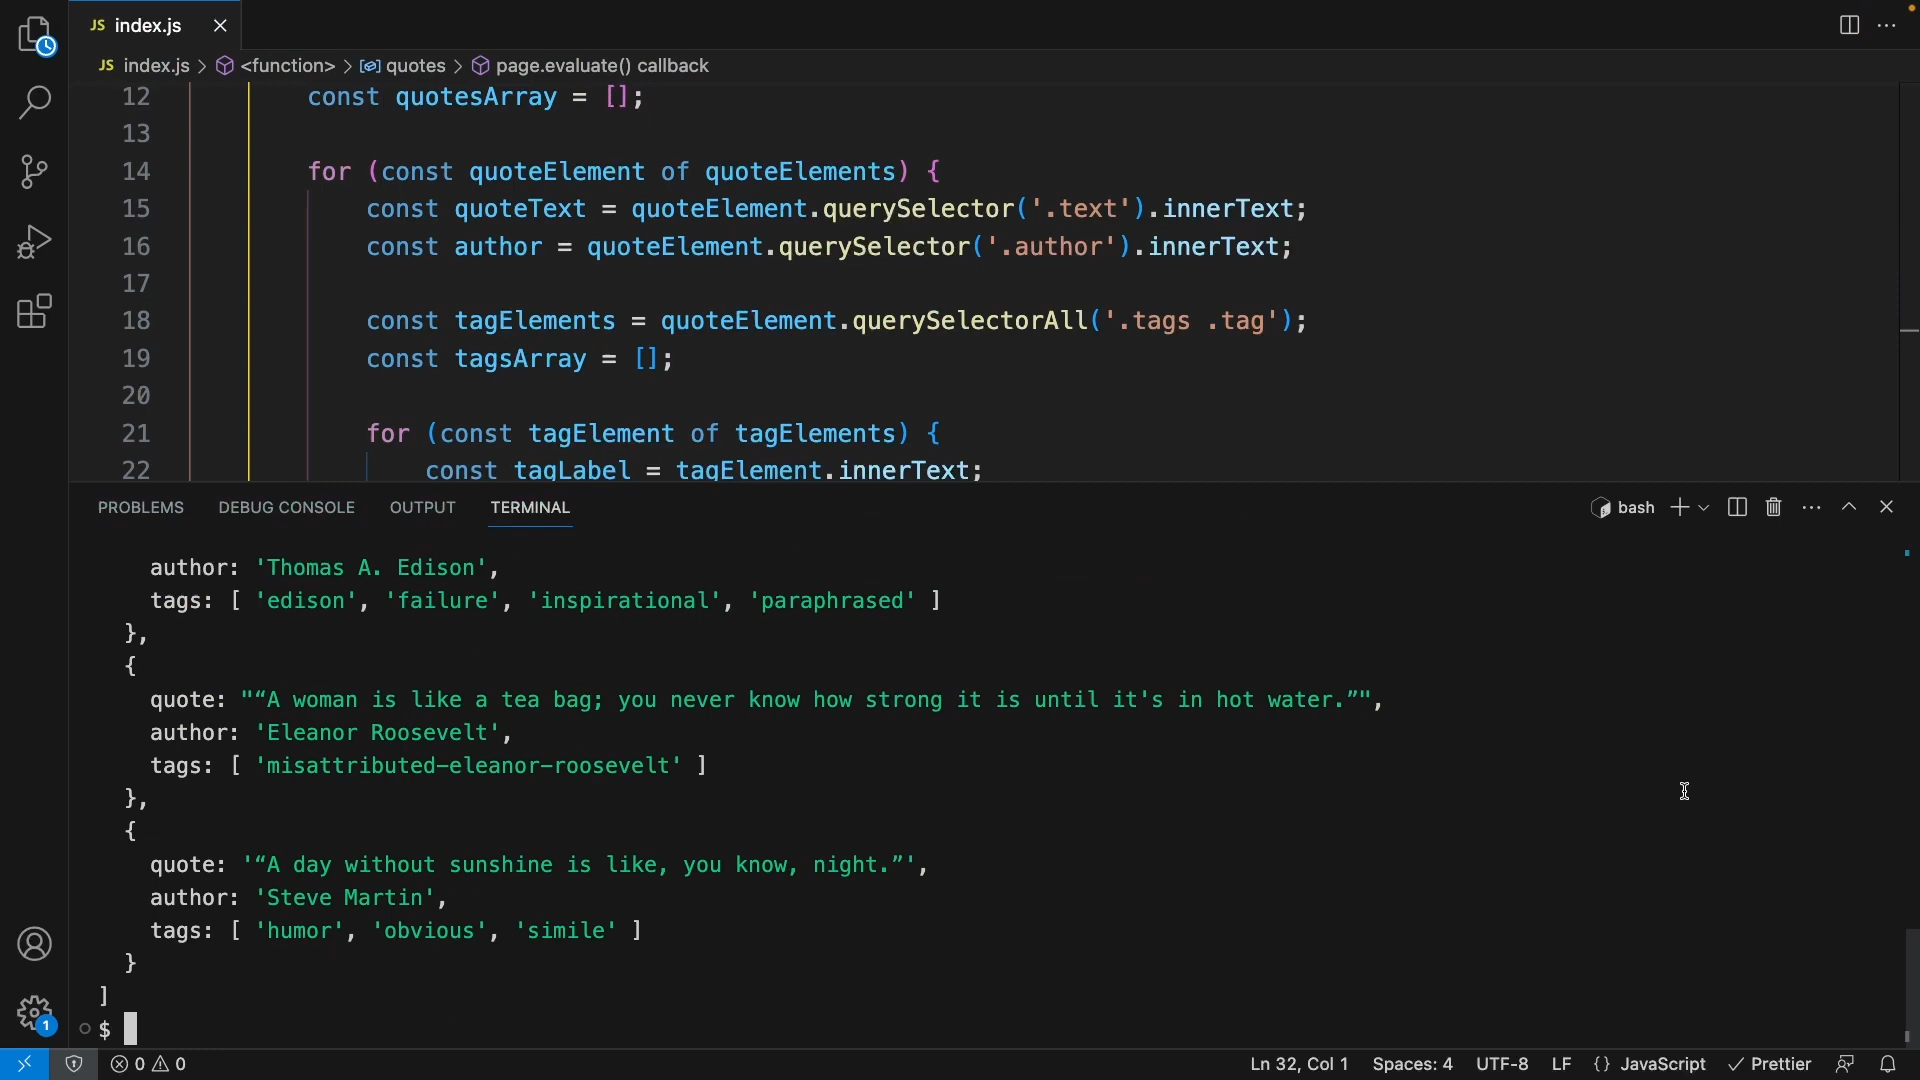 JS index.js
JS index.js > <function> > quotes > page.evaluate() callback
12 const quotesArray = [];
13
14 for (const quoteElement of quoteElements) {
15 const quoteText = quoteElement.querySelector('.text').innerText;
16 const author = quoteElement.querySelector('.author').innerText;
17
18 const tagElements = quoteElement.querySelectorAll('.tags .tag');
19 const tagsArray = [];
20
21 for (const tagElement of tagElements) {
22 const tagLabel = tagElement.innerText;
PROBLEMS DEBUG CONSOLE OUTPUT TERMINAL bash
author: 'Thomas A. Edison',
tags: [ 'edison', 'failure', 'inspirational', 'paraphrased' ]
},
{
quote: "“A woman is like a tea bag; you never know how strong it is until it's in hot water.”",
author: 'Eleanor Roosevelt',
tags: [ 'misattributed-eleanor-roosevelt' ]
},
{
quote: '“A day without sunshine is like, you know, night.”',
author: 'Steve Martin',
tags: [ 'humor', 'obvious', 'simile' ]
}
]
$
1
0 0 Ln 32, Col 1 Spaces: 4 UTF-8 LF {} JavaScript Prettier